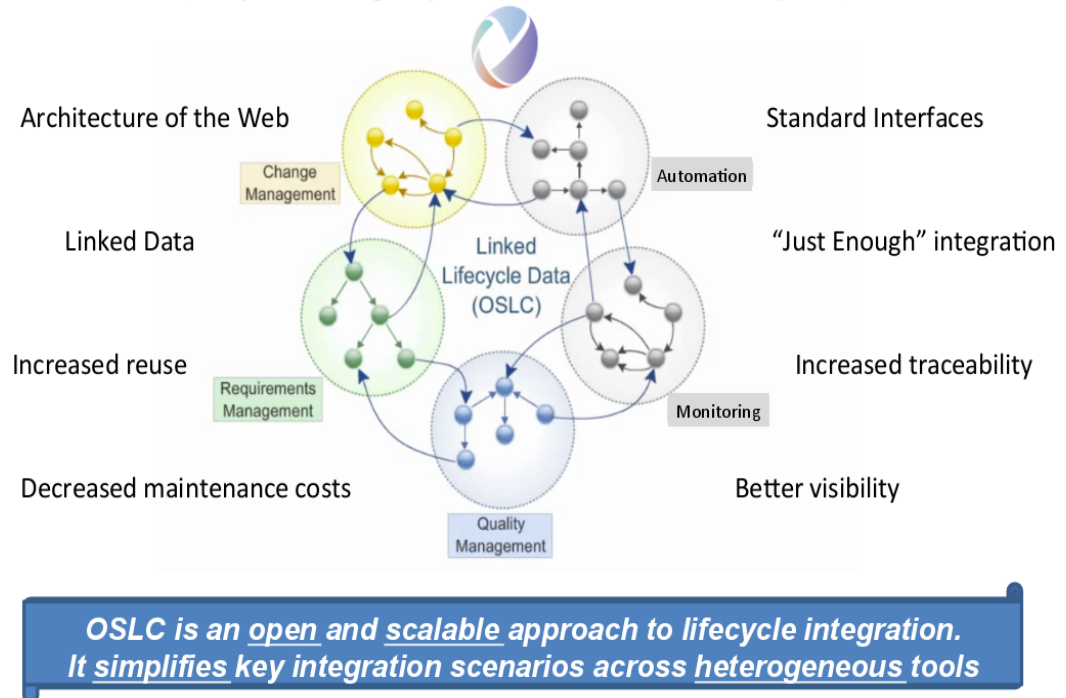 Architecture of the Web
Standard Interfaces
Change
Management
Automation
Linked Data
Linked
Lifecycle Data
(OSLC)
“Just Enough” integration
Increased reuse
Increased traceability
Requirements
Management
Monitoring
Decreased maintenance costs
Better visibility
Quality
Management
OSLC is an open and scalable approach to lifecycle integration.
It simplifies key integration scenarios across heterogeneous tools